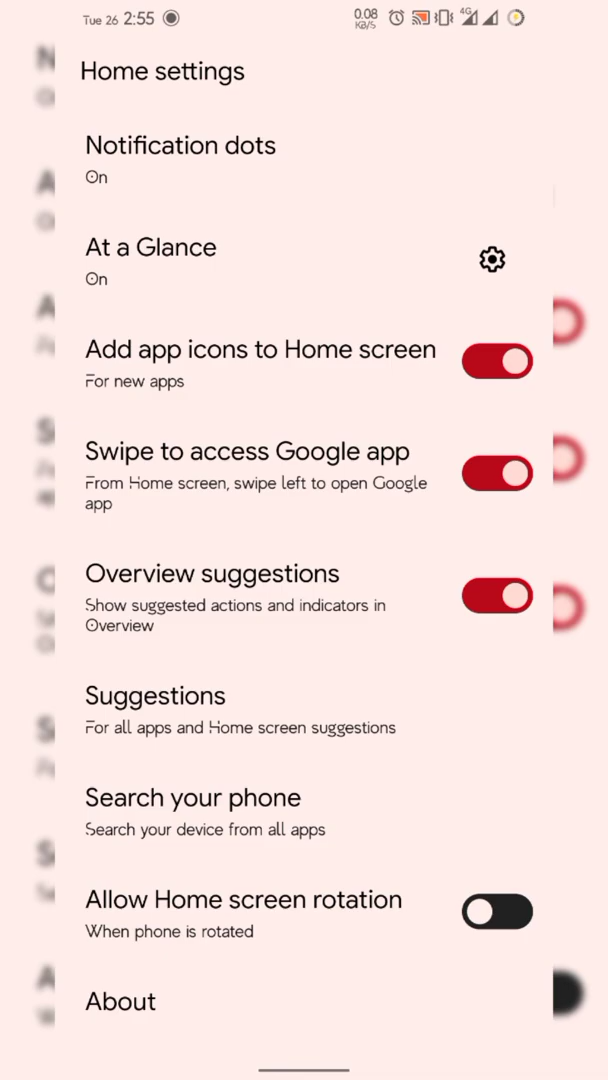 Tue 26 2:55
0.08
KB/S
4G
Home settings
Notification dots
On
At a Glance
On
Add app icons to Home screen
For new apps
Swipe to access Google app
From Home screen, swipe left to open Google
app
Overview suggestions
Show suggested actions and indicators in
Overview
Suggestions
For all apps and Home screen suggestions
Search your phone
Search your device from all apps
Allow Home screen rotation
When phone is rotated
About